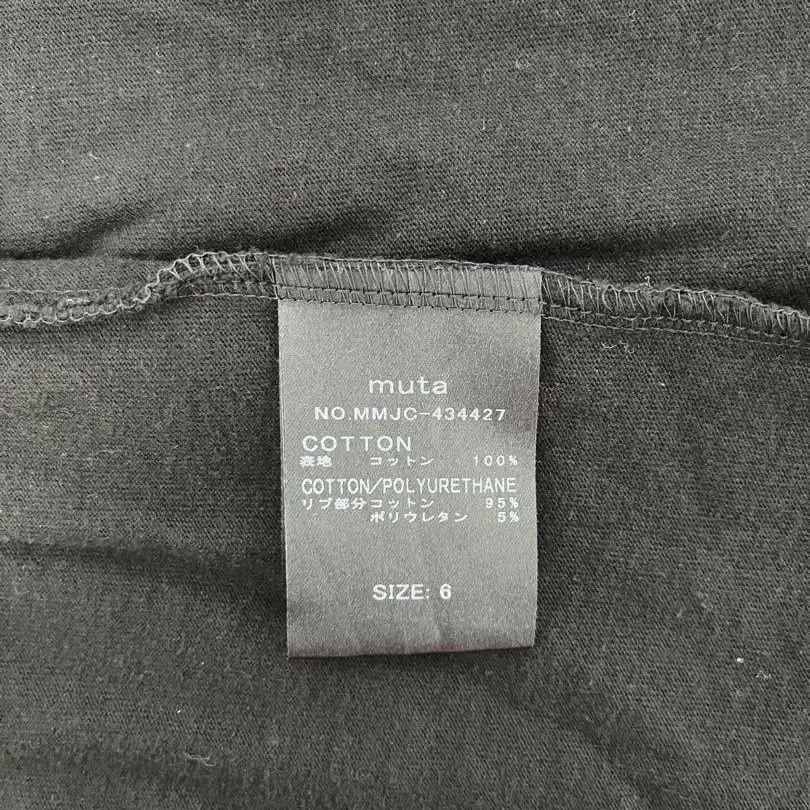 muta
NO.MMJC-434427
COTTON
表地 コットン 100%
COTTON/POLYURETHANE
リブ部分コットン 95%
ポリウレタン 5%
SIZE: 6